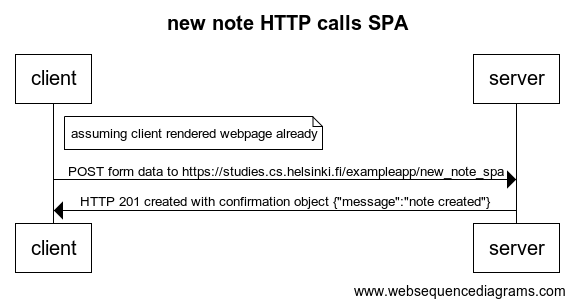 new note HTTP calls SPA
client
server
assuming client rendered webpage already
POST form data to https://studies.cs.helsinki.fi/exampleapp/new_note_spa
HTTP 201 created with confirmation object {"message":"note created"}
client
server
www.websequencediagrams.com